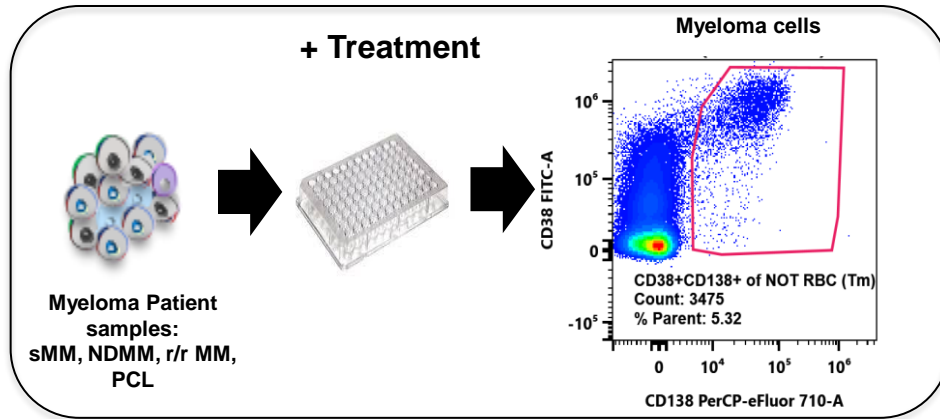 + Treatment
Myeloma cells
Myeloma Patient
samples:
sMM, NDMM, r/r MM,
PCL
CD38 FITC-A
10⁶
10⁵
0
-10⁵
CD38+CD138+ of NOT RBC (Tm)
Count: 3475
% Parent: 5.32
0 10⁴ 10⁵ 10⁶
CD138 PerCP-eFluor 710-A